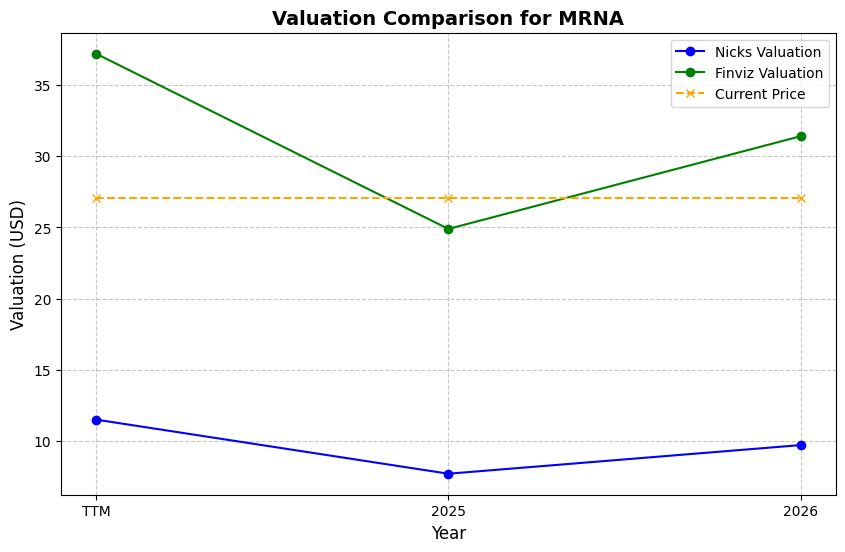 Valuation Comparison for MRNA
Nicks Valuation
Finviz Valuation
Current Price
Valuation (USD)
35
30
25
20
15
10
TTM
2025
2026
Year